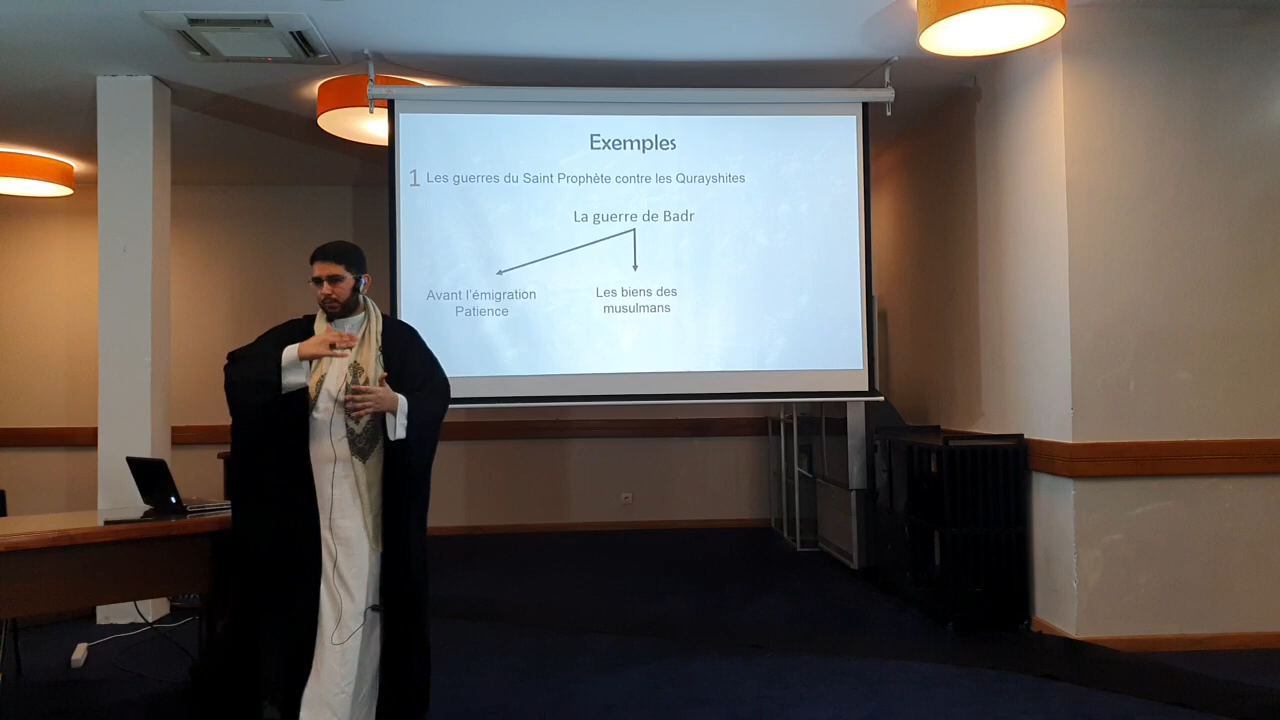 Exemples
1 Les guerres du Saint Prophète contre les Qurayshites
La guerre de Badr
Avant l'émigration
Patience
Les biens des
musulmans